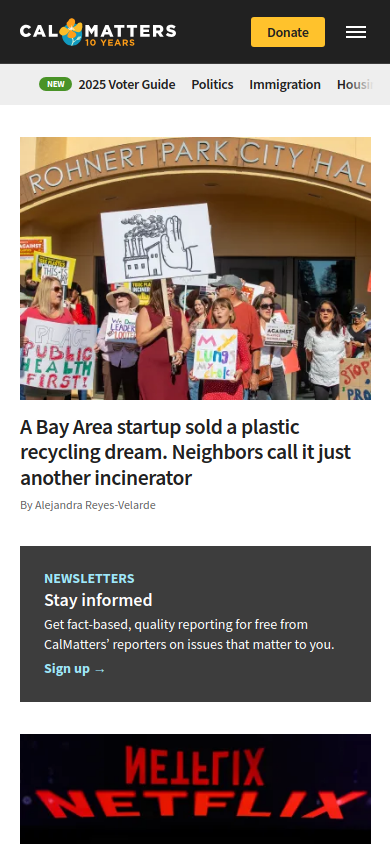 CALMATTERS
10 YEARS
Donate
NEW 2025 Voter Guide Politics Immigration
ROHNERT PARK CITY HAL
PUBLIC
HEALTH
FIRST!
LEADER
MY
Lungs
AGAINST
STOP
A Bay Area startup sold a plastic
recycling dream. Neighbors call it just
another incinerator
By Alejandra Reyes-Velarde
NEWSLETTERS
Stay informed
Get fact-based, quality reporting for free from
CalMatters’ reporters on issues that matter to you.
Sign up →
NETFLIX
NETFLIX